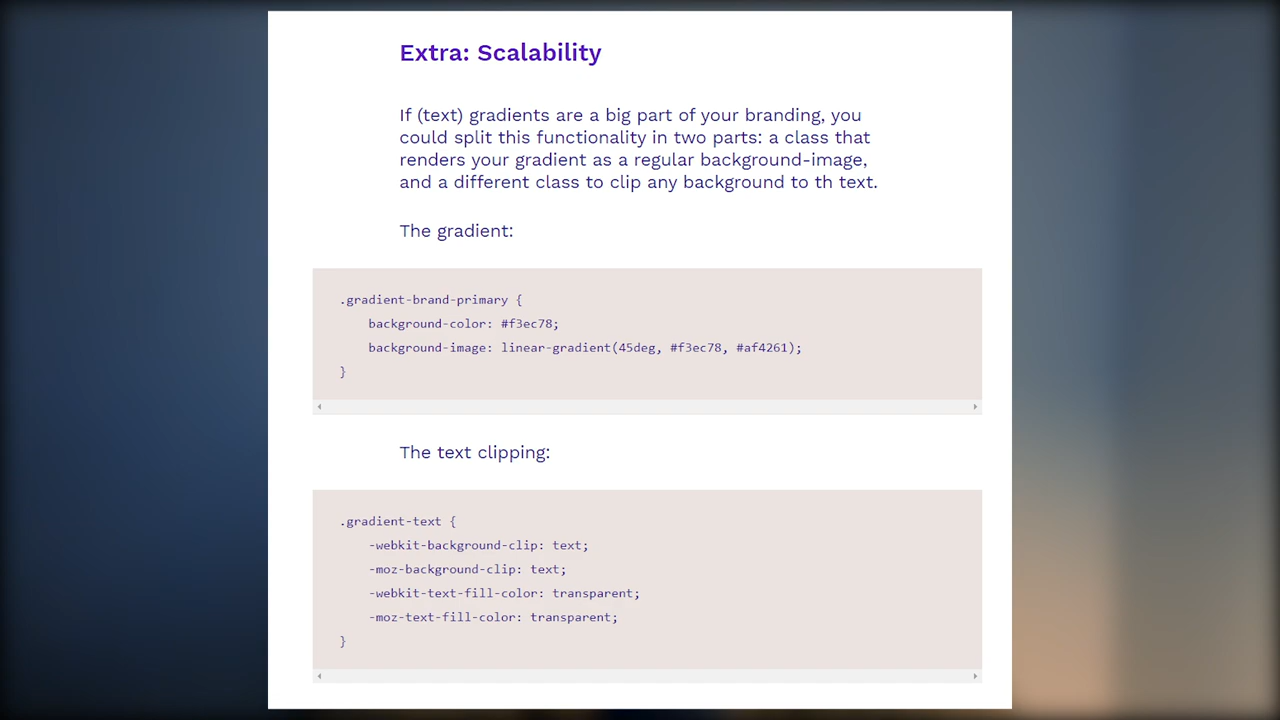 Extra: Scalability
If (text) gradients are a big part of your branding, you
could split this functionality in two parts: a class that
renders your gradient as a regular background-image,
and a different class to clip any background to th text.
The gradient:
.gradient-brand-primary {
    background-color: #f3ec78;
    background-image: linear-gradient(45deg, #f3ec78, #af4261);
}
The text clipping:
.gradient-text {
    -webkit-background-clip: text;
    -moz-background-clip: text;
    -webkit-text-fill-color: transparent;
    -moz-text-fill-color: transparent;
}